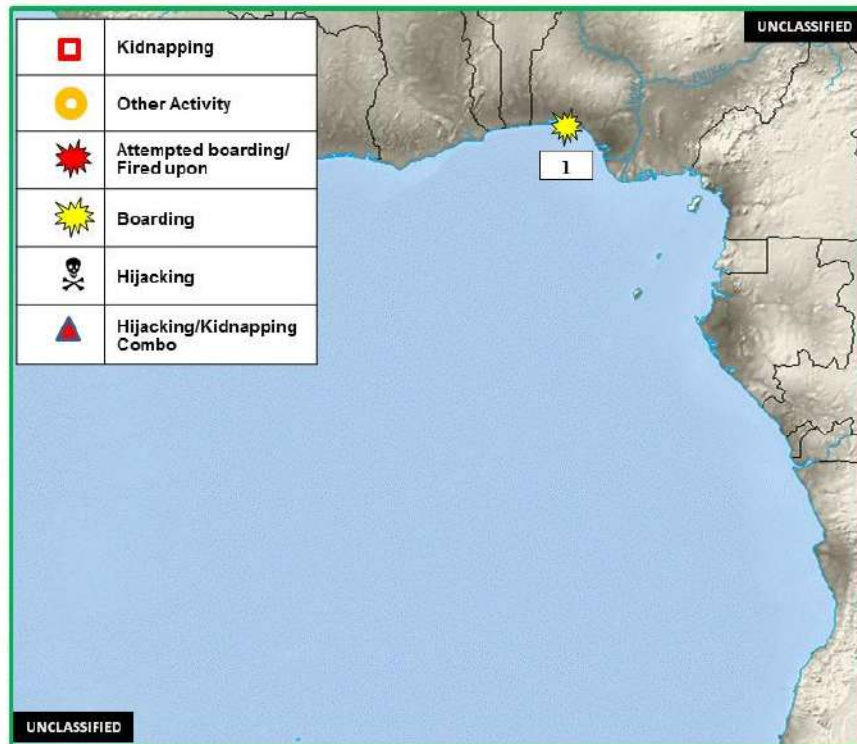 UNCLASSIFIED
Kidnapping
Other Activity
Attempted boarding/
Fired upon
Boarding
Hijacking
Hijacking/Kidnapping
Combo
1
UNCLASSIFIED